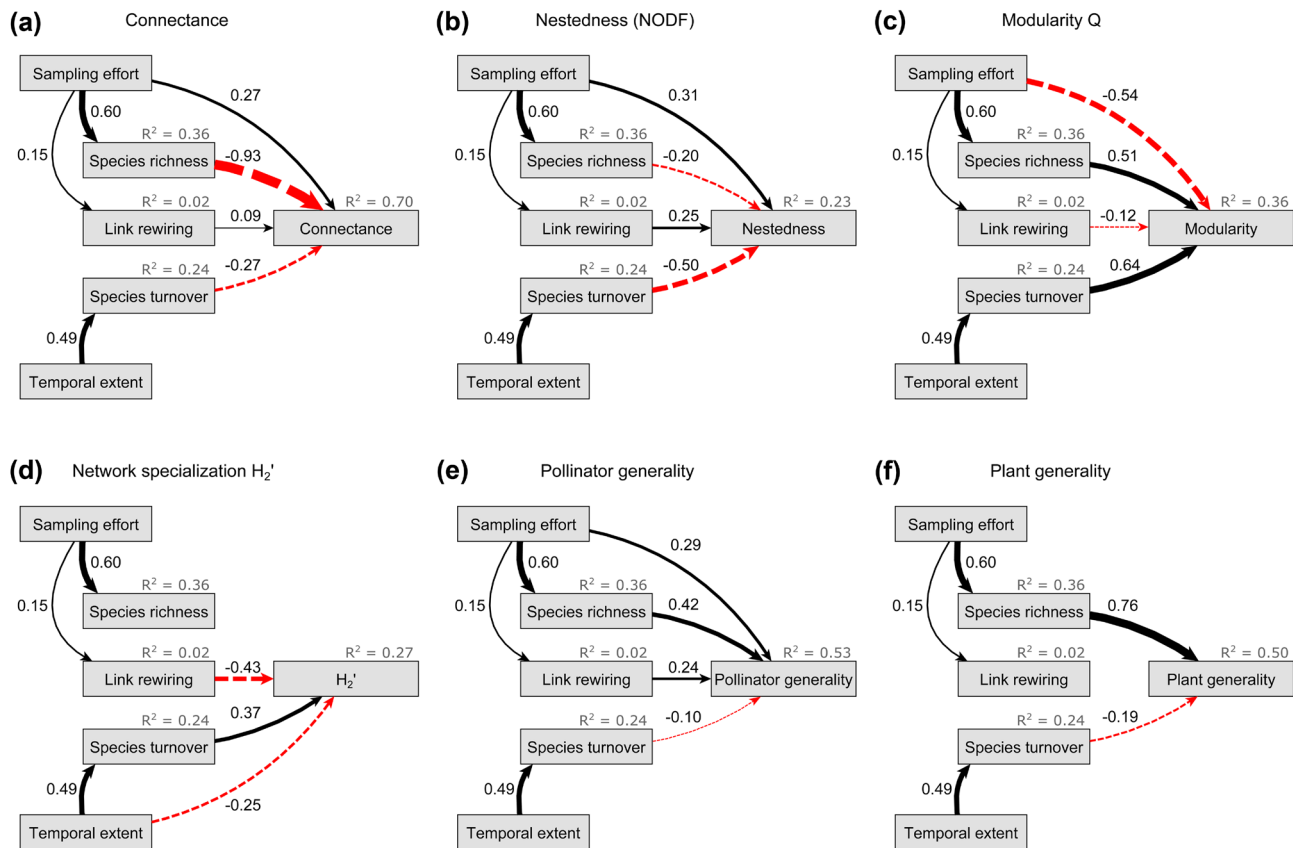 (a) Connectance
Sampling effort
0.27
0.60
R² = 0.36
0.15
Species richness
-0.93
R² = 0.02
R² = 0.70
Link rewiring
0.09
Connectance
R² = 0.24
-0.27
Species turnover
0.49
Temporal extent
(b) Nestedness (NODF)
Sampling effort
0.31
0.60
R² = 0.36
0.15
Species richness
-0.20
R² = 0.02
R² = 0.23
Link rewiring
0.25
Nestedness
R² = 0.24
-0.50
Species turnover
0.49
Temporal extent
(c) Modularity Q
Sampling effort
-0.54
0.60
R² = 0.36
0.15
Species richness
0.51
R² = 0.02
R² = 0.36
Link rewiring
-0.12
Modularity
R² = 0.24
0.64
Species turnover
0.49
Temporal extent
(d) Network specialization H₂'
Sampling effort
0.60
R² = 0.36
0.15
Species richness
R² = 0.02
R² = 0.27
Link rewiring
-0.43
H₂'
R² = 0.24
0.37
Species turnover
0.49
-0.25
Temporal extent
(e) Pollinator generality
Sampling effort
0.29
0.60
R² = 0.36
0.15
Species richness
0.42
R² = 0.02
R² = 0.53
Link rewiring
0.24
Pollinator generality
R² = 0.24
-0.10
Species turnover
0.49
Temporal extent
(f) Plant generality
Sampling effort
0.60
R² = 0.36
0.15
Species richness
0.76
R² = 0.02
R² = 0.50
Link rewiring
Plant generality
R² = 0.24
-0.19
Species turnover
0.49
Temporal extent